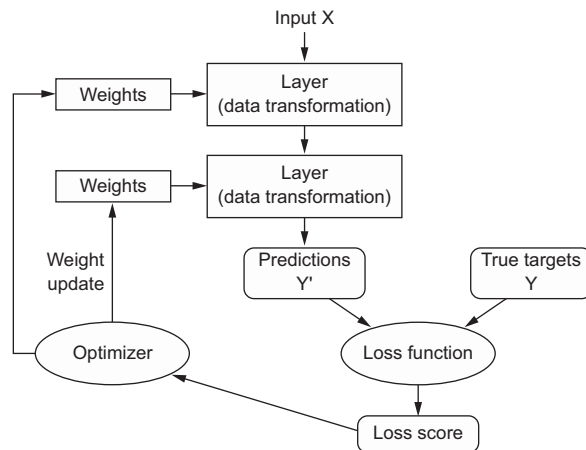 Input X
Weights
Layer
(data transformation)
Weights
Layer
(data transformation)
Weight
update
Predictions
Y'
True targets
Y
Optimizer
Loss function
Loss score